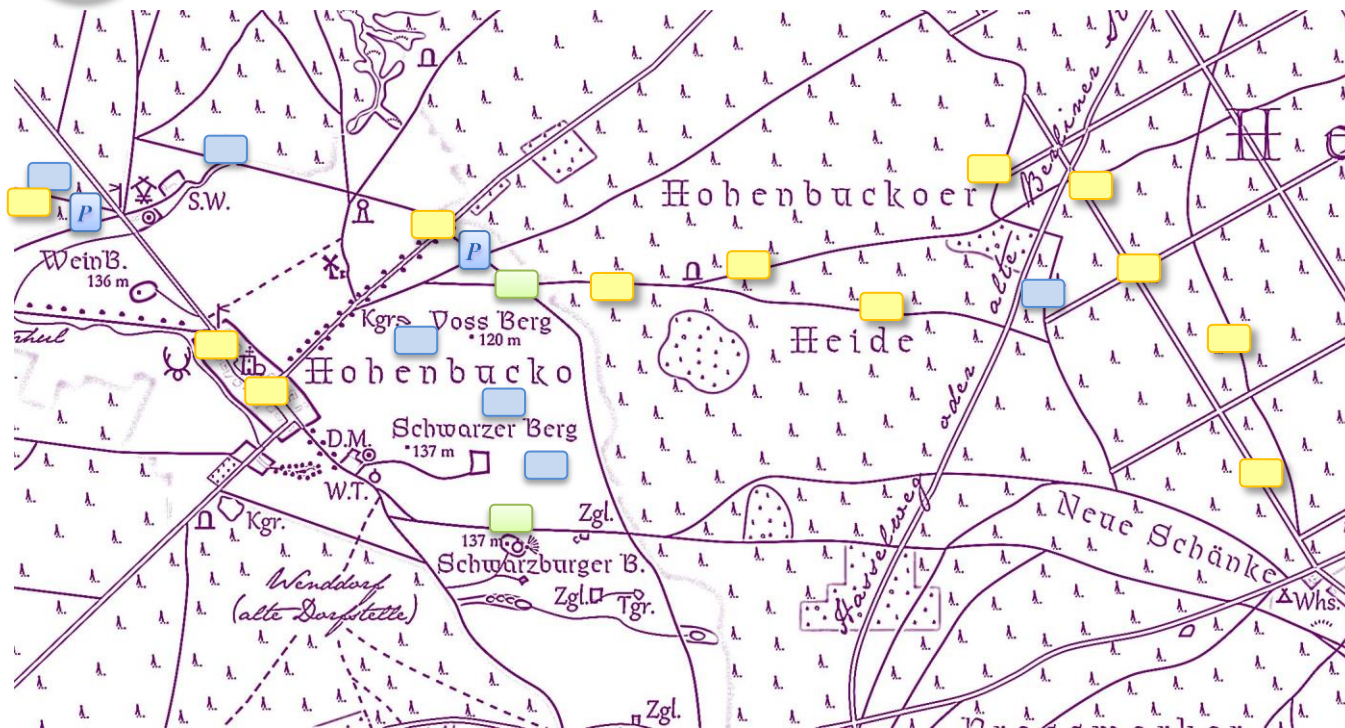 H e
S.W.
Hohenbuckoer
P
P
WeinB.
136 m
Kgr.
Voss Berg
120 m
Heide
Hohenbucko
alte Berliner
oder
Hasselweg
Schwarzer Berg
137 m
D.M.
W.T.
Kgr.
Zgl.
137 m
Schwarzburger B.
Neue Schänke
Wenddorf
(alte Dorfstelle)
Zgl.
Tgr.
Whs.
Zgl.